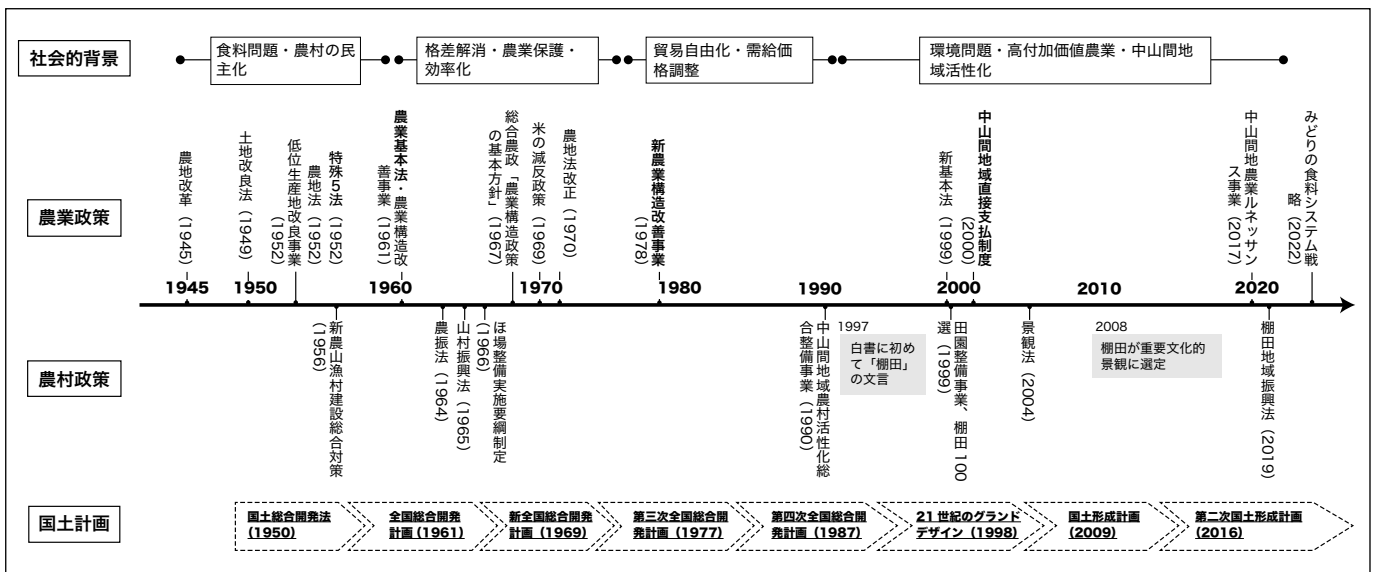 社会的背景
食料問題・農村の民
主化
格差解消・農業保護・
効率化
貿易自由化・需給価
格調整
環境問題・高付加価値農業・中山間地
域活性化
農業政策
農地改革（1945）
土地改良法（1949）
低位生産地改良事業
（1952）
農地法（1952）
特殊５法（1952）
農業基本法・農業構造改
善事業（1961）
総合農政「農業構造政策
の基本方針」（1967）
米の減反政策（1969）
農地法改正（1970）
新農業構造改善事業
（1978）
新基本法（1999）
中山間地域直接支払制度
（2000）
中山間地農業ルネッサン
ス事業（2017）
みどりの食料システム戦
略（2022）
1945
1950
1960
1970
1980
1990
2000
2010
2020
農村政策
新農山漁村建設総合対策
（1956）
農振法（1964）
山村振興法（1965）
ほ場整備実施要綱制定
（1966）
中山間地域農村活性化総
合整備事業（1990）
1997
白書に初め
て「棚田」
の文言
田園整備事業、棚田 100
選（1999）
景観法（2004）
2008
棚田が重要文化的
景観に選定
棚田地域振興法（2019）
国土計画
国土総合開発法
(1950)
全国総合開発
計画 (1961)
新全国総合開発
計画（1969）
第三次全国総合開
発計画（1977）
第四次全国総合開
発計画（1987）
21 世紀のグランド
デザイン（1998）
国土形成計画
(2009)
第二次国土形成計画
(2016)